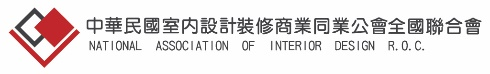 中華民國室内設計裝修商業同業公會全國聯合會
NATIONAL ASSOCIATION OF INTERIOR DESIGN R.O.C.